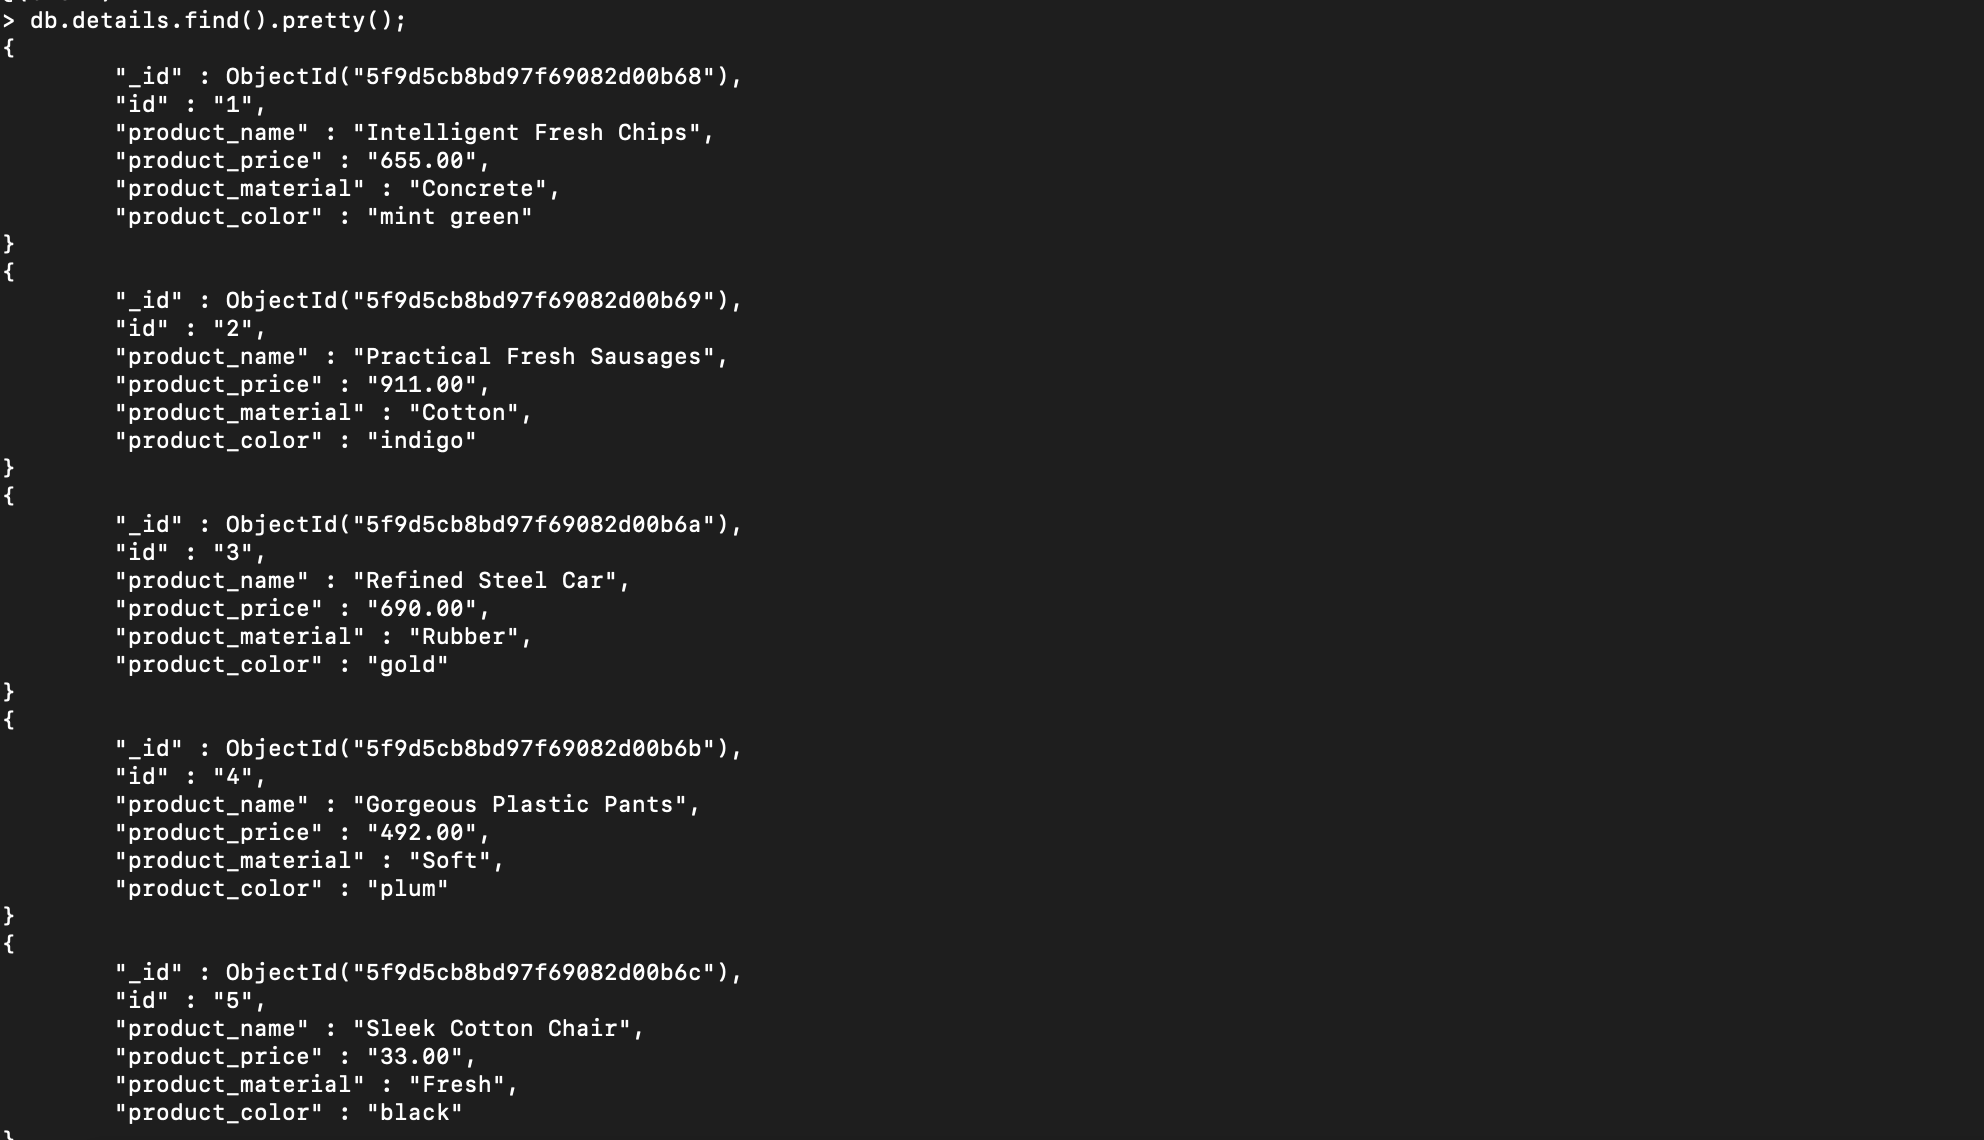 > db.details.find().pretty();
{
"_id" : ObjectId("5f9d5cb8bd97f69082d00b68"),
"id" : "1",
"product_name" : "Intelligent Fresh Chips",
"product_price" : "655.00",
"product_material" : "Concrete",
"product_color" : "mint green"
}
{
"_id" : ObjectId("5f9d5cb8bd97f69082d00b69"),
"id" : "2",
"product_name" : "Practical Fresh Sausages",
"product_price" : "911.00",
"product_material" : "Cotton",
"product_color" : "indigo"
}
{
"_id" : ObjectId("5f9d5cb8bd97f69082d00b6a"),
"id" : "3",
"product_name" : "Refined Steel Car",
"product_price" : "690.00",
"product_material" : "Rubber",
"product_color" : "gold"
}
{
"_id" : ObjectId("5f9d5cb8bd97f69082d00b6b"),
"id" : "4",
"product_name" : "Gorgeous Plastic Pants",
"product_price" : "492.00",
"product_material" : "Soft",
"product_color" : "plum"
}
{
"_id" : ObjectId("5f9d5cb8bd97f69082d00b6c"),
"id" : "5",
"product_name" : "Sleek Cotton Chair",
"product_price" : "33.00",
"product_material" : "Fresh",
"product_color" : "black"
}